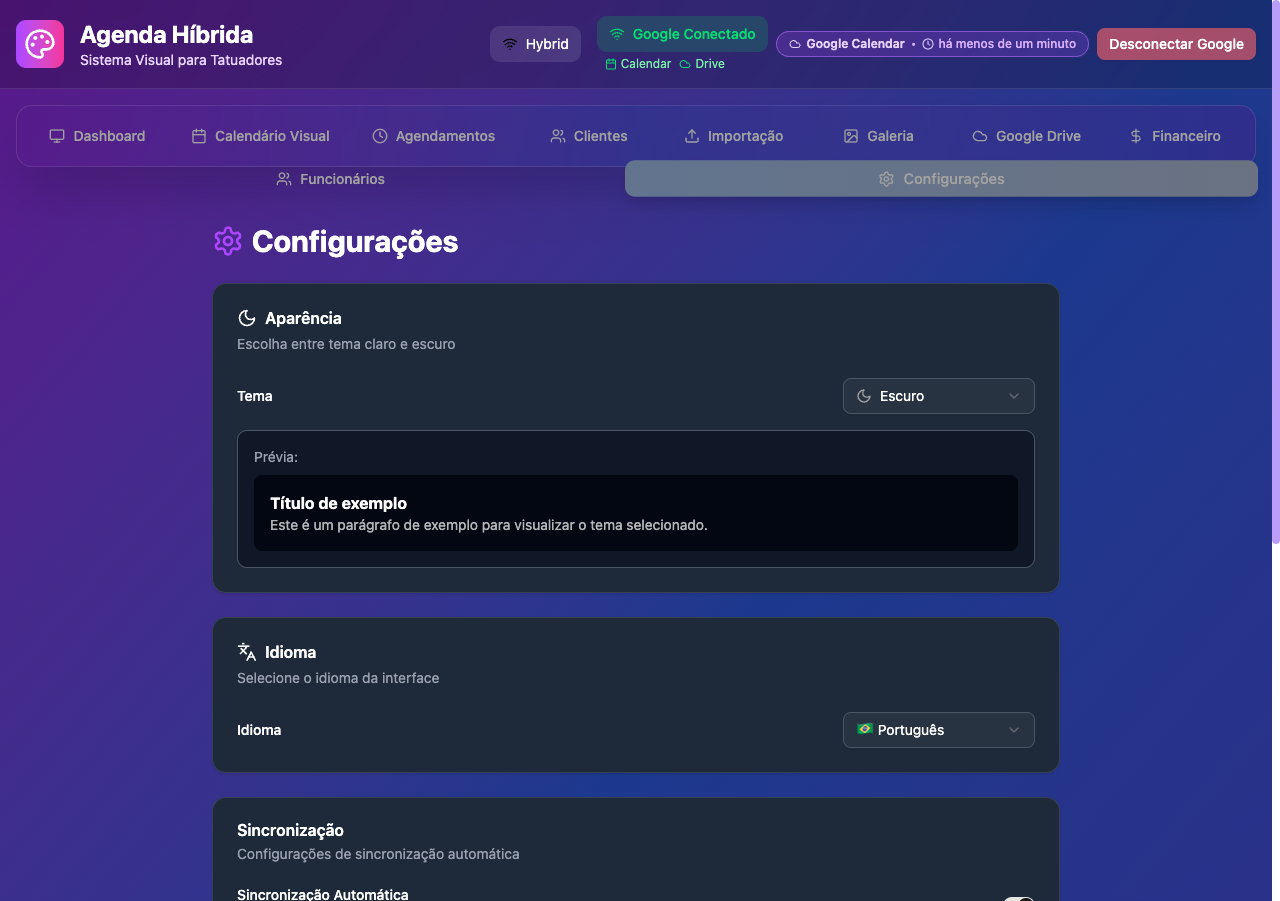 Agenda Híbrida
Sistema Visual para Tatuadores
Hybrid
Google Conectado
Calendar Drive
Google Calendar • há menos de um minuto
Desconectar Google
Dashboard
Calendário Visual
Agendamentos
Clientes
Importação
Galeria
Google Drive
Financeiro
Funcionários
Configurações
Configurações
Aparência
Escolha entre tema claro e escuro
Tema
Escuro
Prévia:
Título de exemplo
Este é um parágrafo de exemplo para visualizar o tema selecionado.
Idioma
Selecione o idioma da interface
Idioma
Português
Sincronização
Configurações de sincronização automática
Sincronização Automática